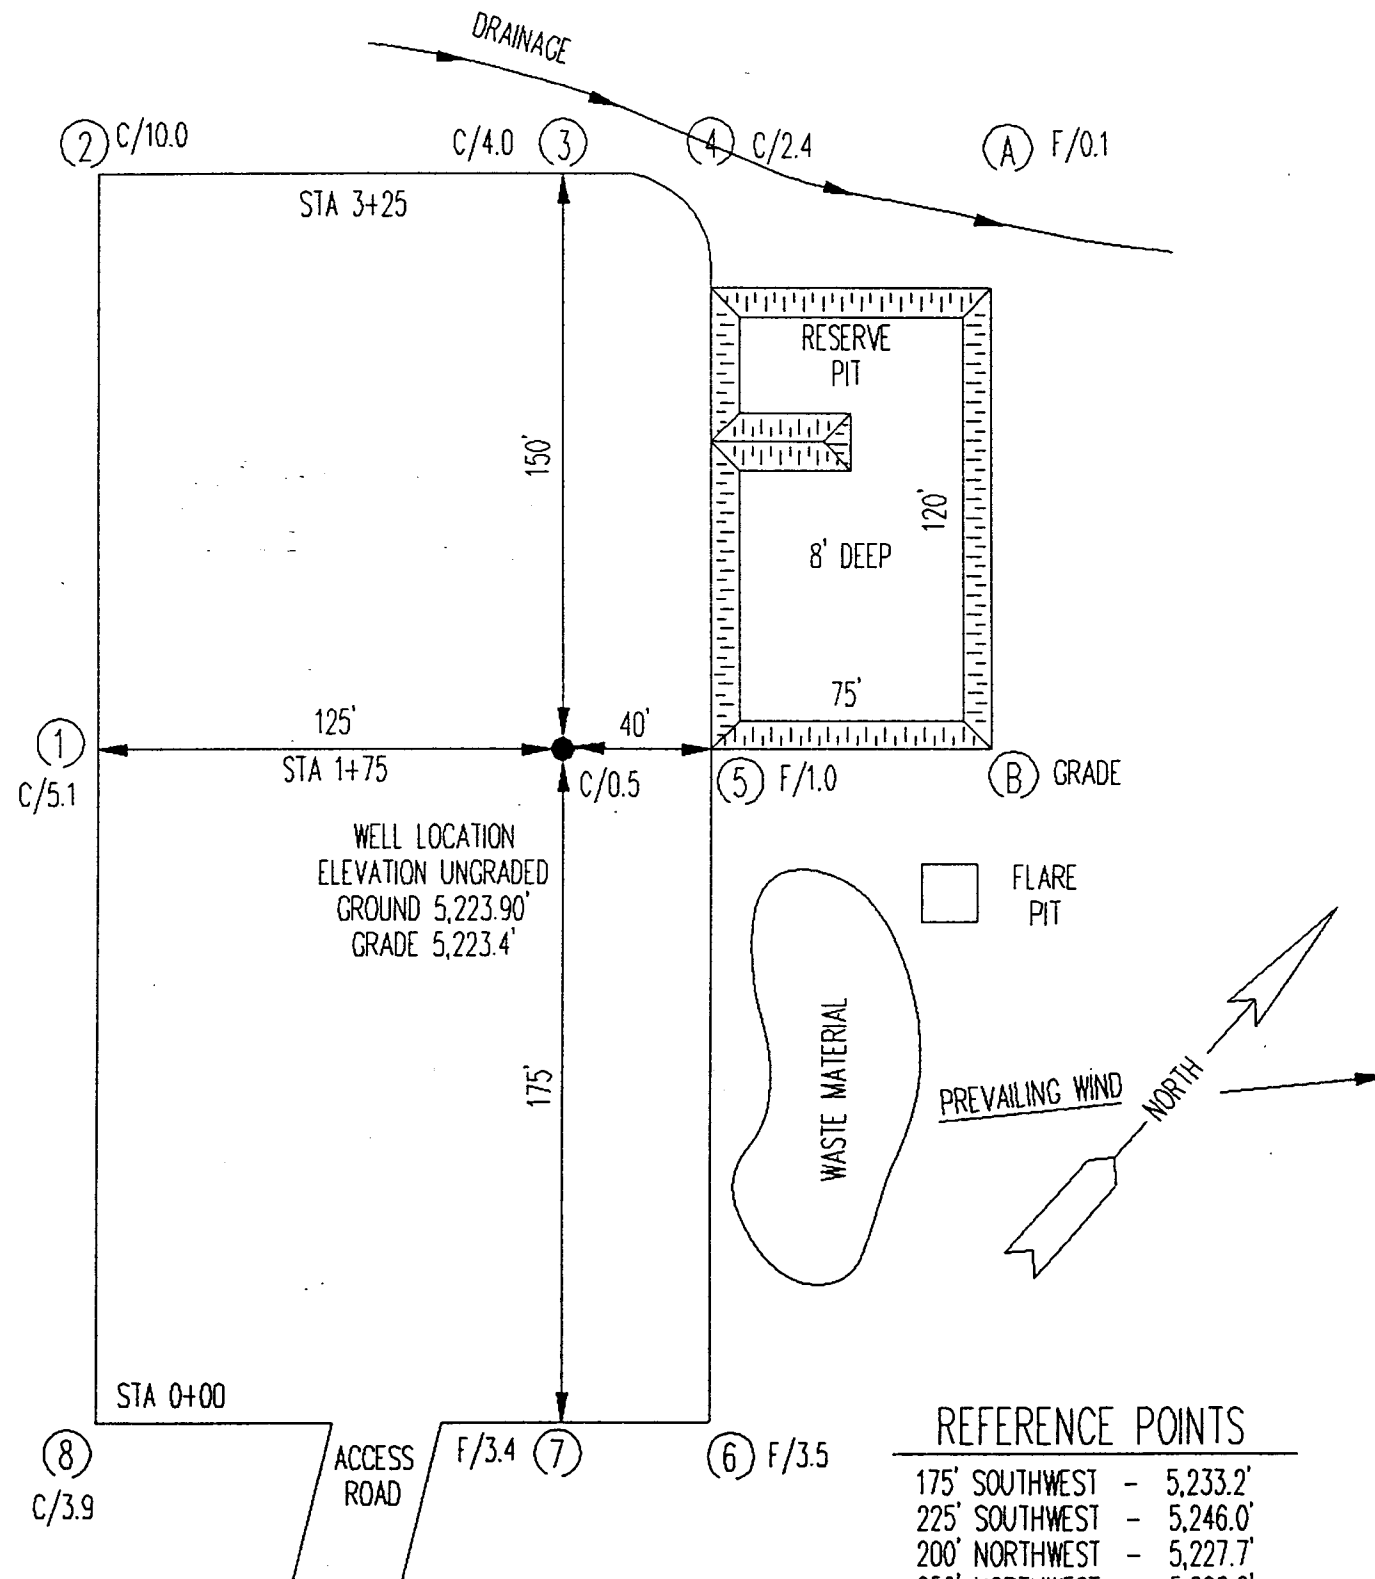 DRAINAGE
2 C/10.0
C/4.0 3
4 C/2.4
A F/0.1
STA 3+25
RESERVE
PIT
150'
120'
8' DEEP
75'
125'
40'
1
STA 1+75
C/0.5
5 F/1.0
B GRADE
C/5.1
WELL LOCATION
ELEVATION UNGRADED
GROUND 5,223.90'
GRADE 5,223.4'
FLARE
PIT
WASTE MATERIAL
175'
PREVAILING WIND
NORTH
STA 0+00
8
C/3.9
ACCESS
ROAD
F/3.4 7
6 F/3.5
REFERENCE POINTS
175' SOUTHWEST - 5,233.2'
225' SOUTHWEST - 5,246.0'
200' NORTHWEST - 5,227.7'